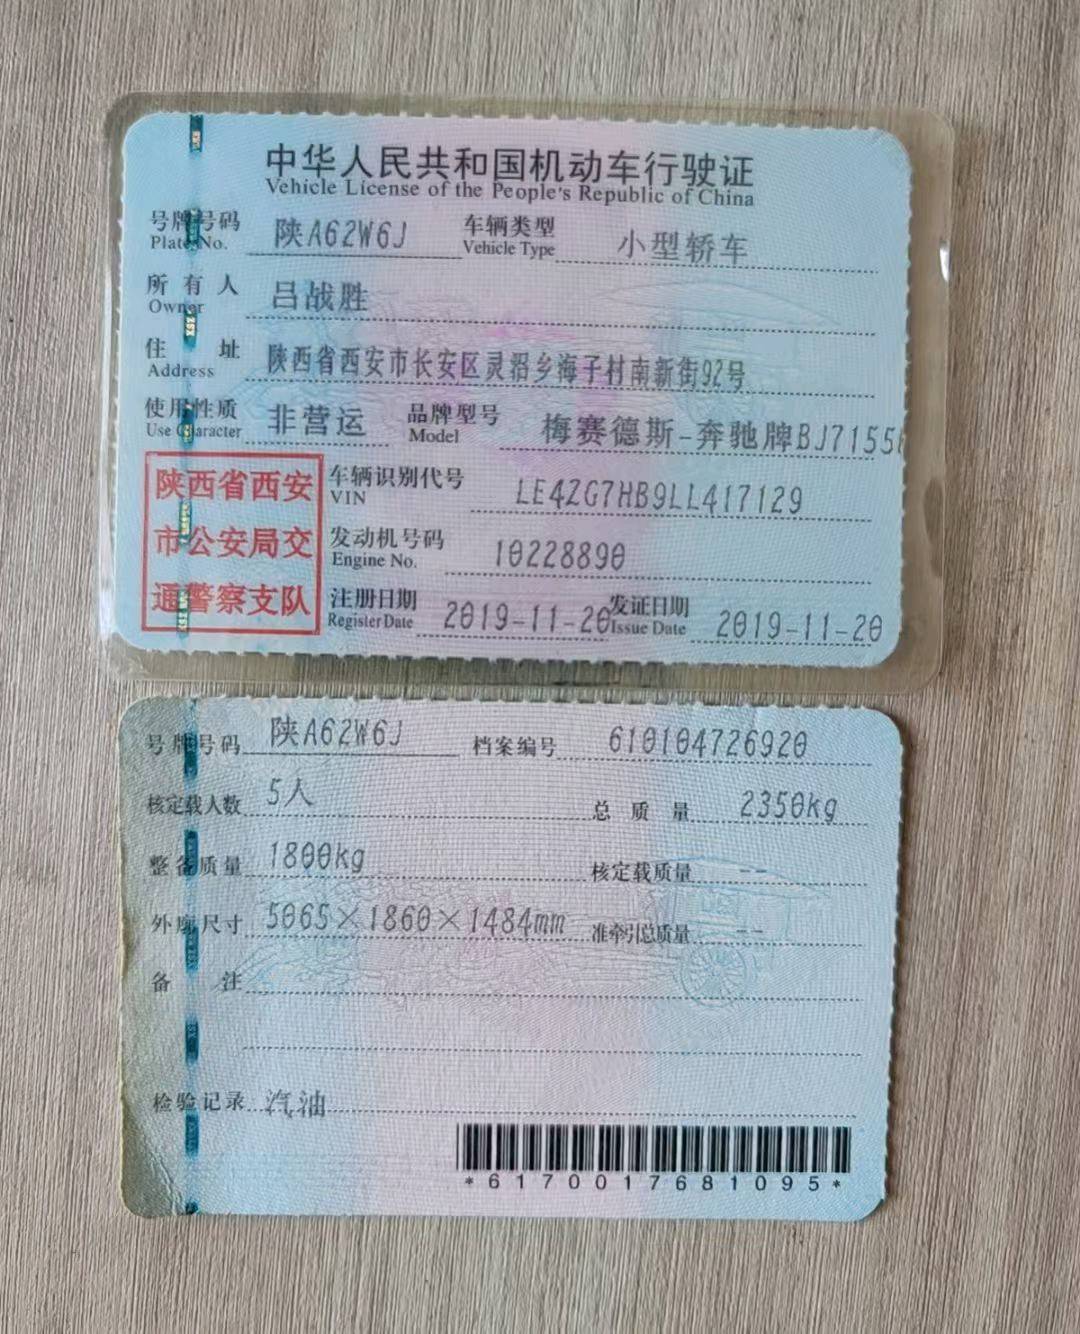 中华人民共和国机动车行驶证
Vehicle License of the People's Republic of China
号牌号码 陕A62W6J 车辆类型 小型轿车
Plate No. Vehicle Type
所有人 吕战胜
Owner
住址 陕西省西安市长安区灵沼乡海子村南新街92号
Address
使用性质 非营运 品牌型号 梅赛德斯-奔驰牌BJ7155
Use Character Model
陕西省西安
市公安局交
通警察支队
车辆识别代号 LE4ZG7HB9LL417129
VIN
发动机号码 10228890
Engine No.
注册日期 2019-11-20 发证日期 2019-11-20
Register Date Issue Date
号牌号码 陕A62W6J 档案编号 610104726920
核定载人数 5人 总质量 2350kg
整备质量 1800kg 核定载质量 --
外廓尺寸 5065×1860×1484mm 准牵引总质量 --
备注
检验记录 汽油
*6170017681095*